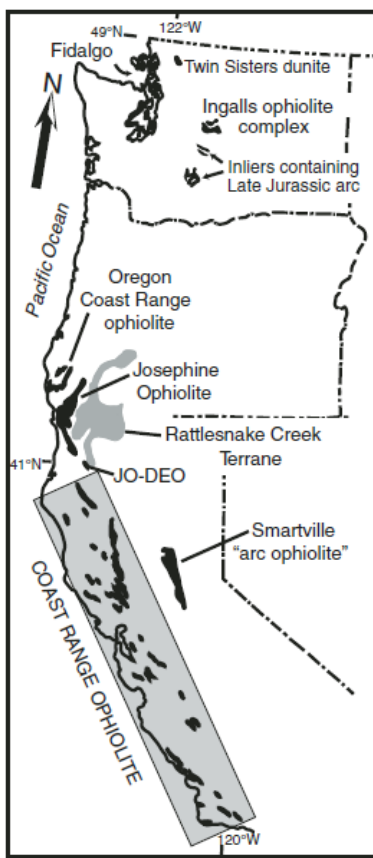 122°W
49°N
Fidalgo
Twin Sisters dunite
N
Ingalls ophiolite
complex
Inliers containing
Late Jurassic arc
Pacific Ocean
Oregon
Coast Range
ophiolite
Josephine
Ophiolite
Rattlesnake Creek
Terrane
41°N
JO-DEO
Smartville
“arc ophiolite”
COAST RANGE OPHIOLITE
120°W